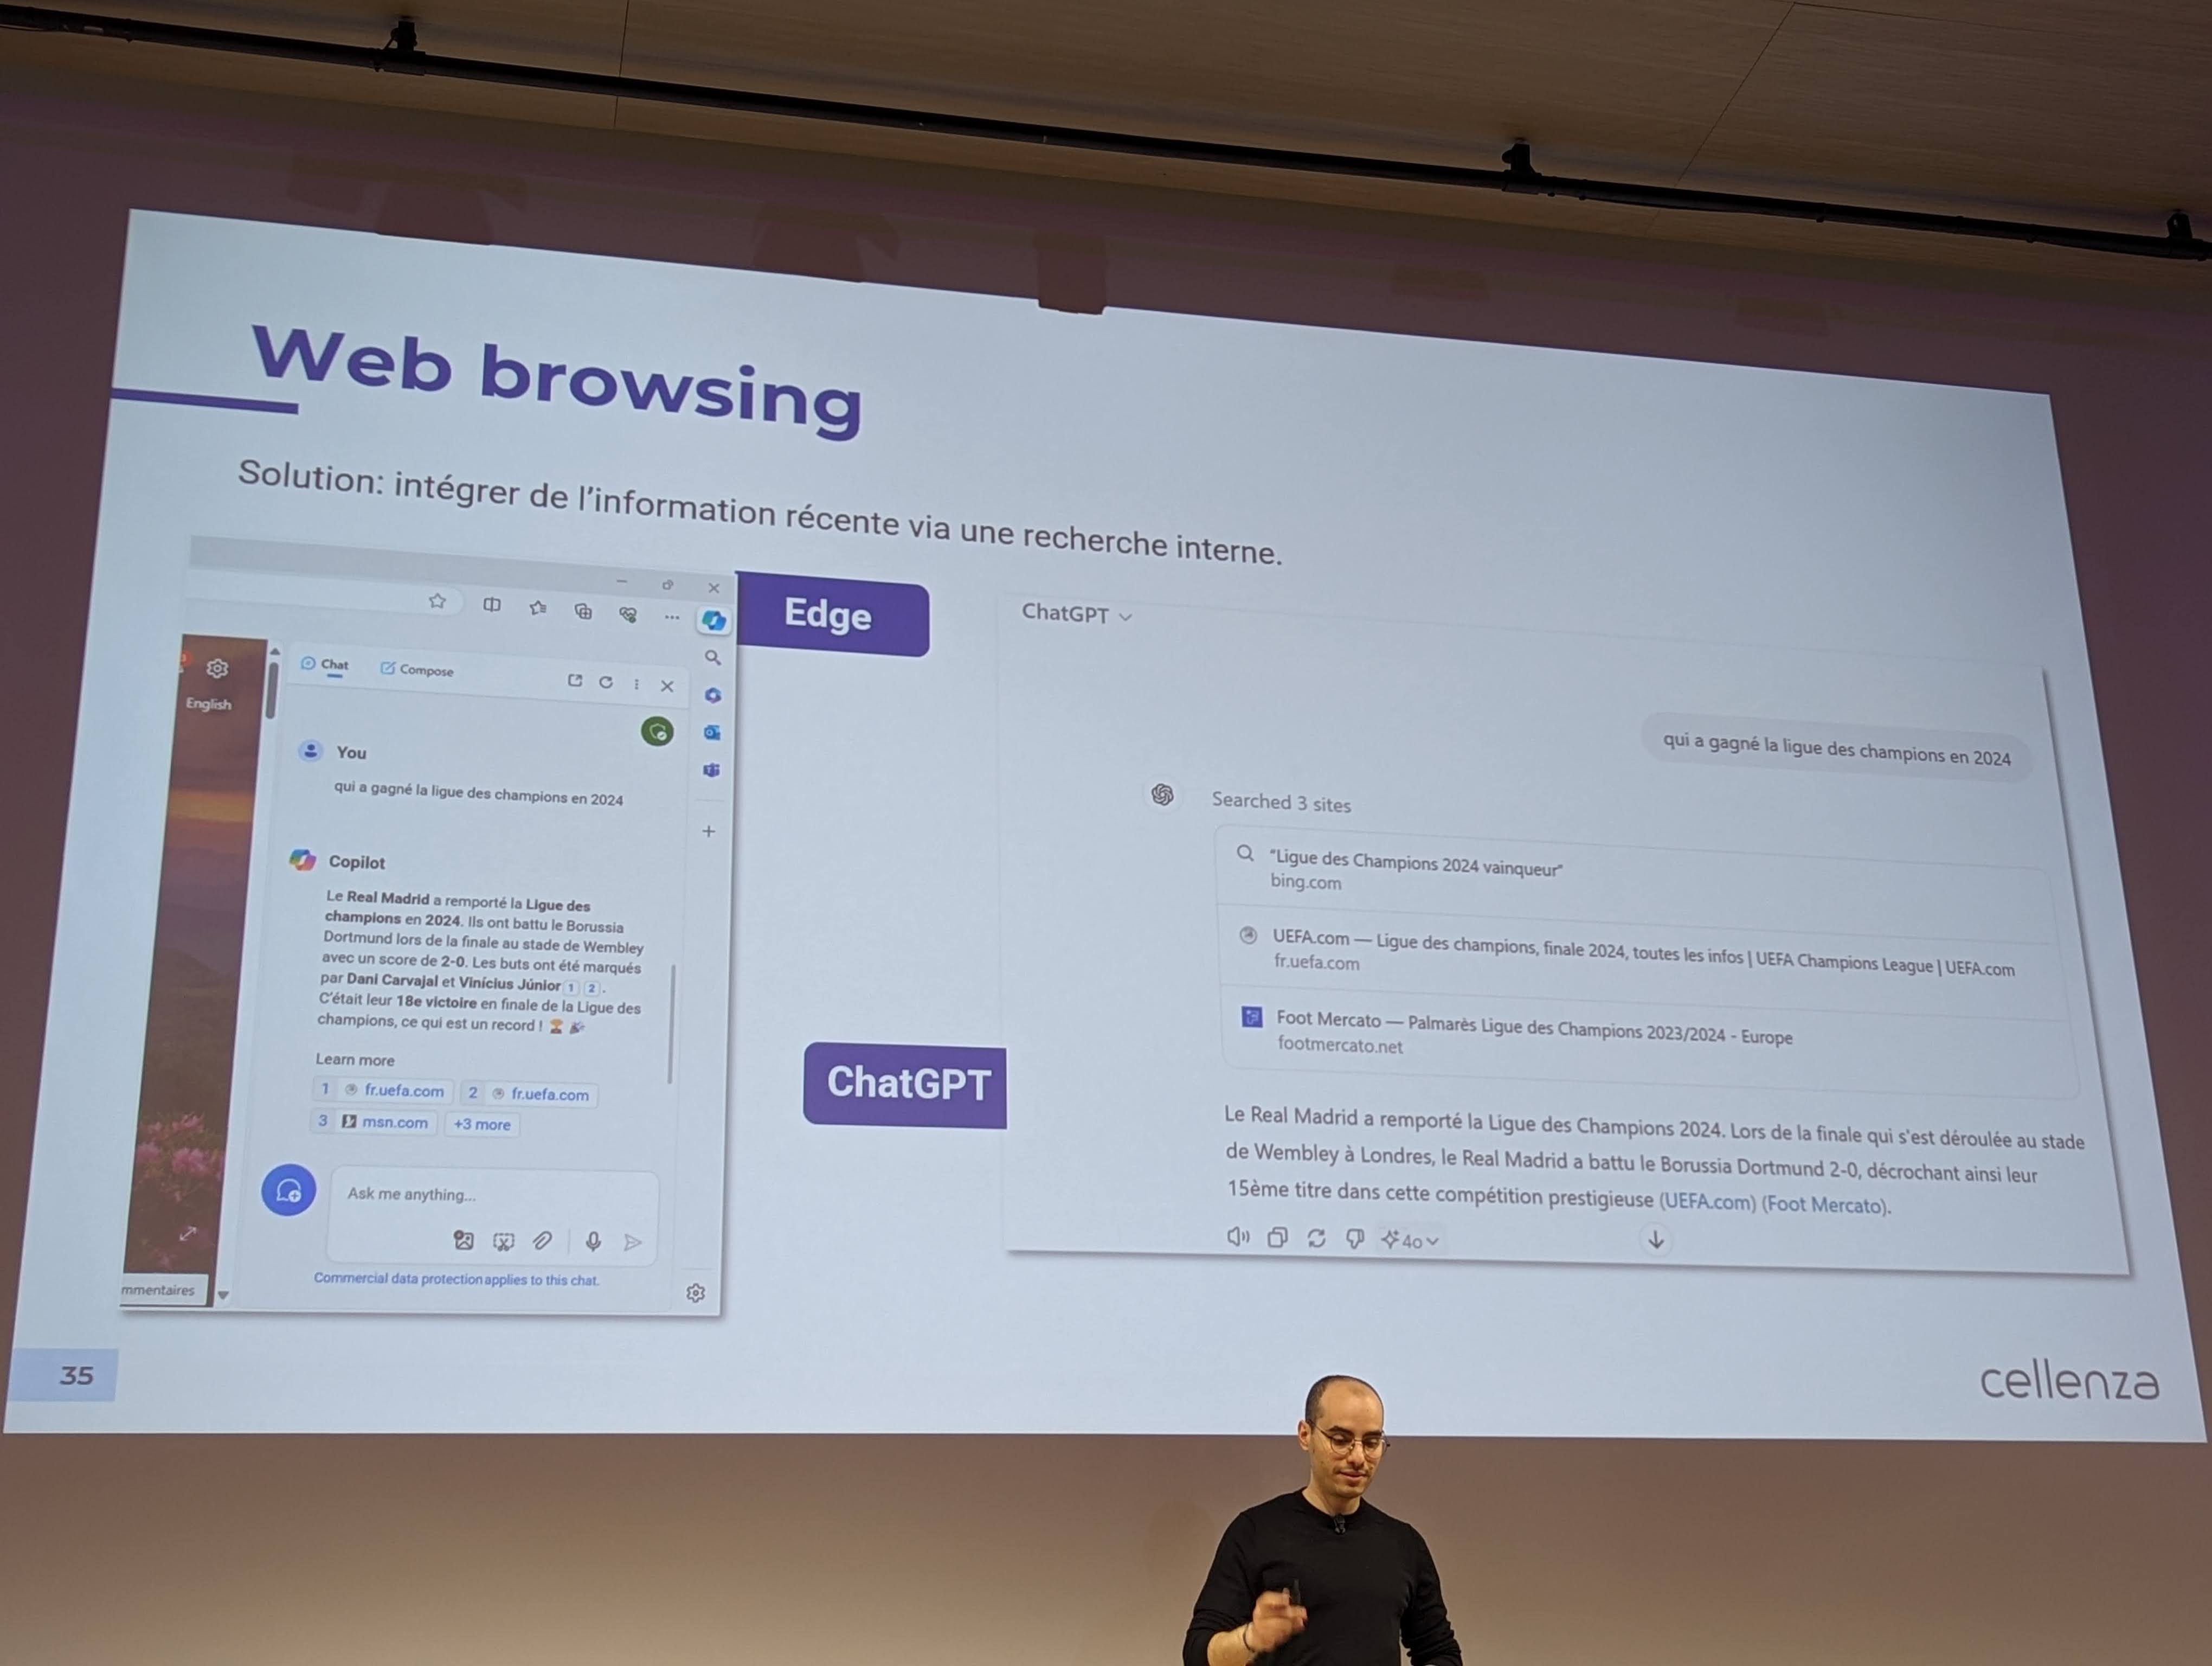 Web browsing
Solution: intégrer de l'information récente via une recherche interne.
Edge
English
Chat
Compose
You
qui a gagné la ligue des champions en 2024
Copilot
Le Real Madrid a remporté la Ligue des
champions en 2024. Ils ont battu le Borussia
Dortmund lors de la finale au stade de Wembley
avec un score de 2-0. Les buts ont été marqués
par Dani Carvajal et Vinícius Júnior 1 2 .
C'était leur 18e victoire en finale de la Ligue des
champions, ce qui est un record !
Learn more
1 fr.uefa.com 2 fr.uefa.com
3 msn.com +3 more
Ask me anything...
Commercial data protection applies to this chat.
mmentaires
ChatGPT
ChatGPT
qui a gagné la ligue des champions en 2024
Searched 3 sites
"Ligue des Champions 2024 vainqueur"
bing.com
UEFA.com — Ligue des champions, finale 2024, toutes les infos | UEFA Champions League | UEFA.com
fr.uefa.com
Foot Mercato — Palmarès Ligue des Champions 2023/2024 - Europe
footmercato.net
Le Real Madrid a remporté la Ligue des Champions 2024. Lors de la finale qui s'est déroulée au stade
de Wembley à Londres, le Real Madrid a battu le Borussia Dortmund 2-0, décrochant ainsi leur
15ème titre dans cette compétition prestigieuse (UEFA.com) (Foot Mercato).
4o
35
cellenza